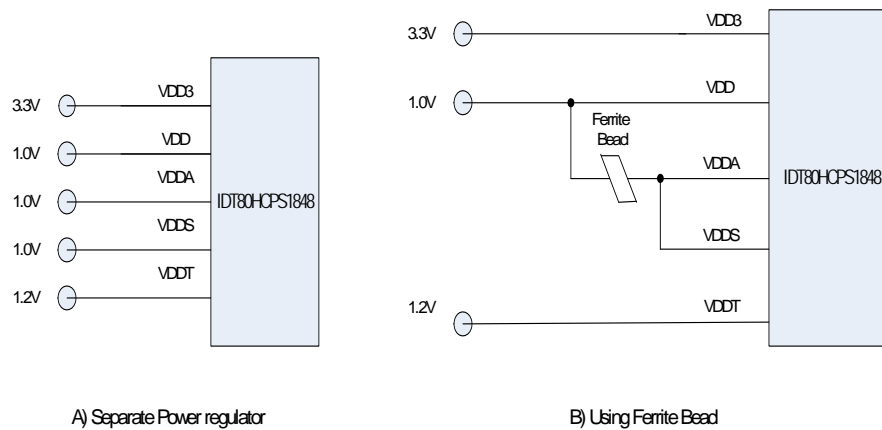 3.3V
VDD3
1.0V
VDD
1.0V
VDDA
1.0V
VDDS
1.2V
VDDT
IDT80HCPS1848
A) Separate Power regulator
3.3V
VDD3
1.0V
VDD
Ferrite
Bead
VDDA
VDDS
1.2V
VDDT
IDT80HCPS1848
B) Using Ferrite Bead